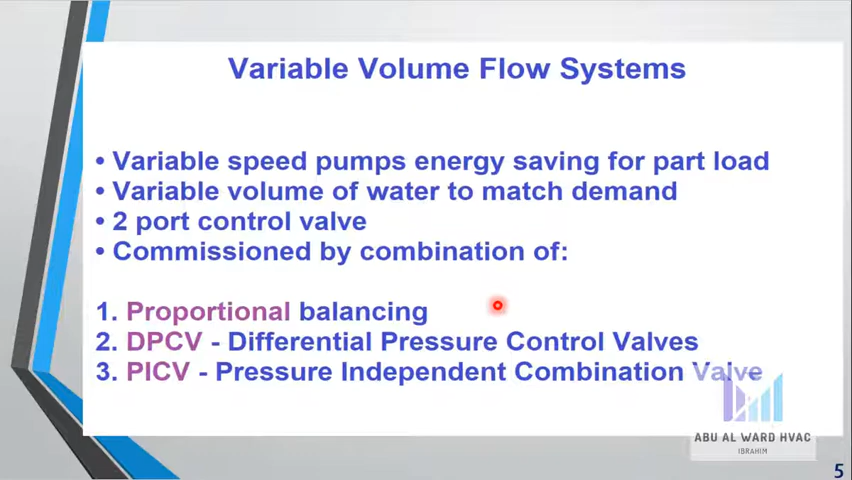 Variable Volume Flow Systems
• Variable speed pumps energy saving for part load
• Variable volume of water to match demand
• 2 port control valve
• Commissioned by combination of:
1. Proportional balancing
2. DPCV - Differential Pressure Control Valves
3. PICV - Pressure Independent Combination Valve
ABU AL WARD HVAC
IBRAHIM
5